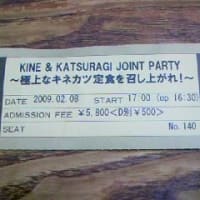 KINE & KATSURAGI JOINT PARTY
～極上なキネカツ定食を召し上がれ！～
DATE 2009.02.08 START 17:00 (op 16:30)
ADMISSION FEE ¥5,800<D別¥500>
SEAT No.140